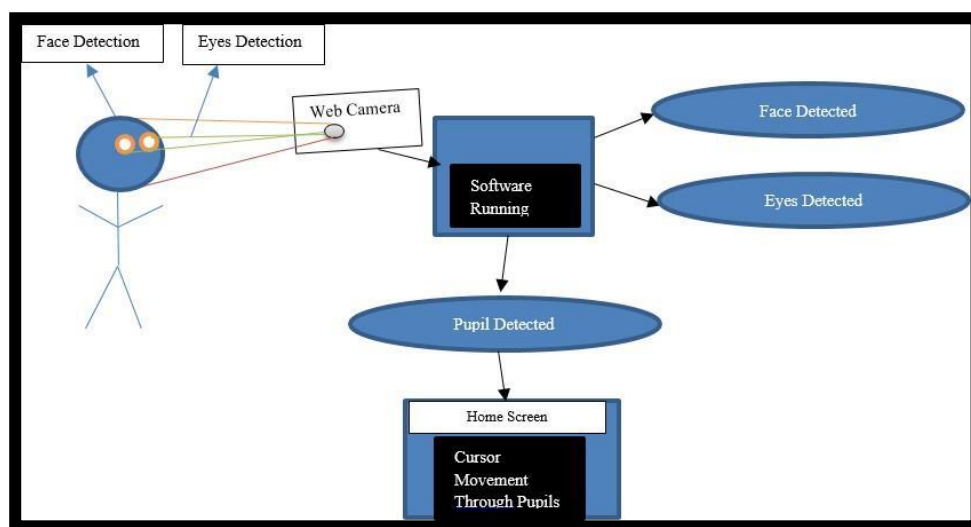 Face Detection
Eyes Detection
Web Camera
Face Detected
Software
Running
Eyes Detected
Pupil Detected
Home Screen
Cursor
Movement
Through Pupils